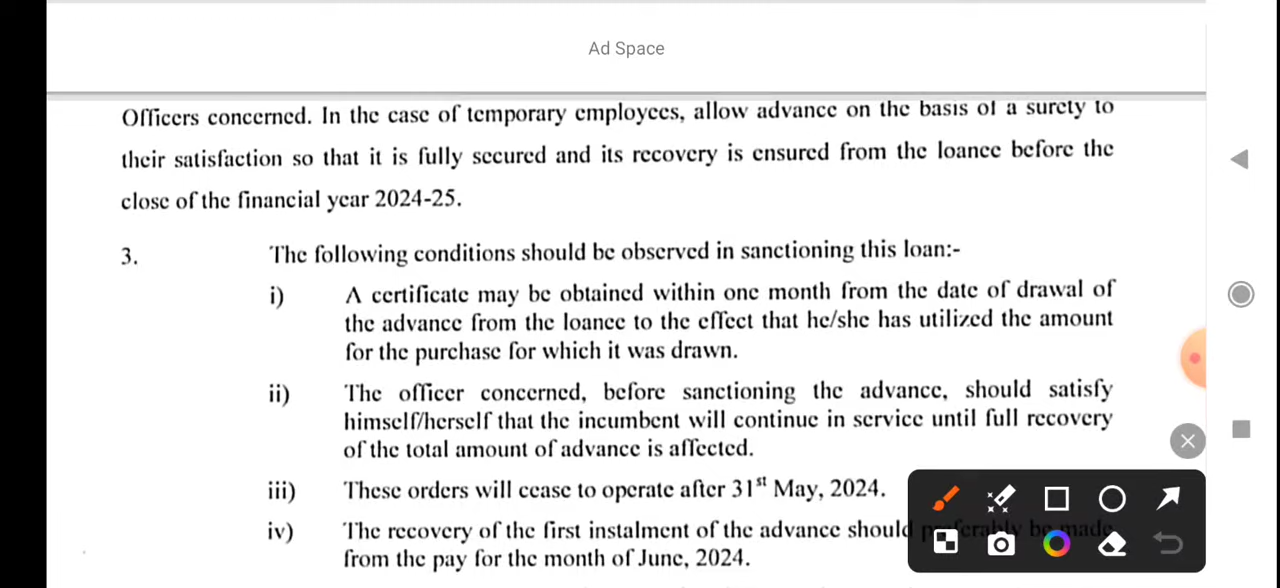 Ad Space
Officers concerned. In the case of temporary employees, allow advance on the basis of a surety to
their satisfaction so that it is fully secured and its recovery is ensured from the loanee before the
close of the financial year 2024-25.
3. The following conditions should be observed in sanctioning this loan:-
i) A certificate may be obtained within one month from the date of drawal of
the advance from the loanee to the effect that he/she has utilized the amount
for the purchase for which it was drawn.
ii) The officer concerned, before sanctioning the advance, should satisfy
himself/herself that the incumbent will continue in service until full recovery
of the total amount of advance is affected.
iii) These orders will cease to operate after 31st May, 2024.
iv) The recovery of the first instalment of the advance should preferably be made
from the pay for the month of June, 2024.